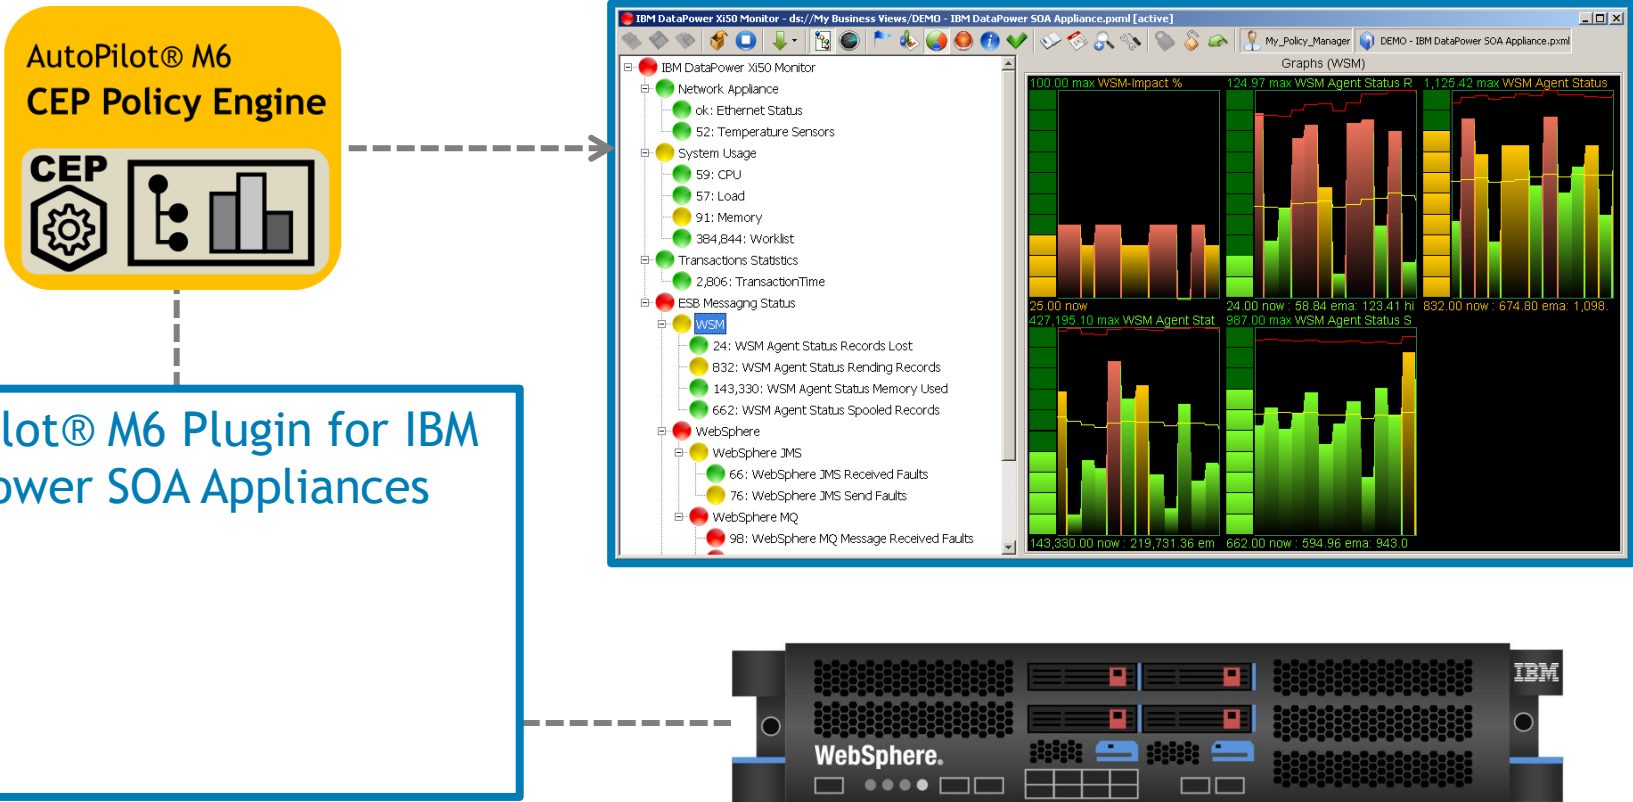 AutoPilot® M6
CEP Policy Engine
CEP
IBM DataPower Xi50 Monitor - ds://My Business Views/DEMO - IBM DataPower SOA Appliance.pxml [active]
My_Policy_Manager
DEMO - IBM DataPower SOA Appliance.pxml
IBM DataPower Xi50 Monitor
Network Appliance
ok: Ethernet Status
52: Temperature Sensors
System Usage
59: CPU
57: Load
91: Memory
384,844: Worklist
Transactions Statistics
2,806: TransactionTime
ESB Messagng Status
WSM
24: WSM Agent Status Records Lost
832: WSM Agent Status Rending Records
143,330: WSM Agent Status Memory Used
662: WSM Agent Status Spooled Records
WebSphere
WebSphere JMS
66: WebSphere JMS Received Faults
76: WebSphere JMS Send Faults
WebSphere MQ
98: WebSphere MQ Message Received Faults
Graphs (WSM)
100.00 max WSM-Impact %
124.97 max WSM Agent Status R
1,125.42 max WSM Agent Status
25.00 now
24.00 now : 58.84 ema: 123.41 hi
832.00 now : 674.80 ema: 1,098.
427,195.10 max WSM Agent Stat
987.00 max WSM Agent Status S
143,330.00 now : 219,731.36 em
662.00 now : 594.96 ema: 943.0
lot® M6 Plugin for IBM
ower SOA Appliances
IBM
WebSphere.